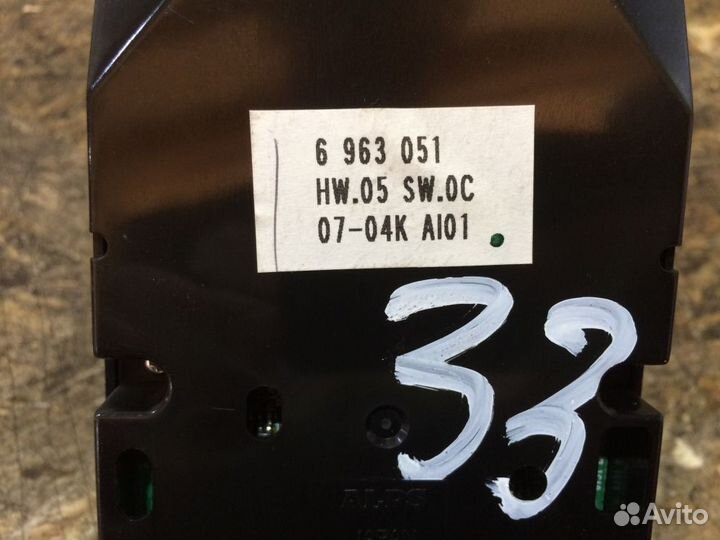 6 963 051
HW.05 SW.0C
07-04K AI01
33
ALPS
Avito